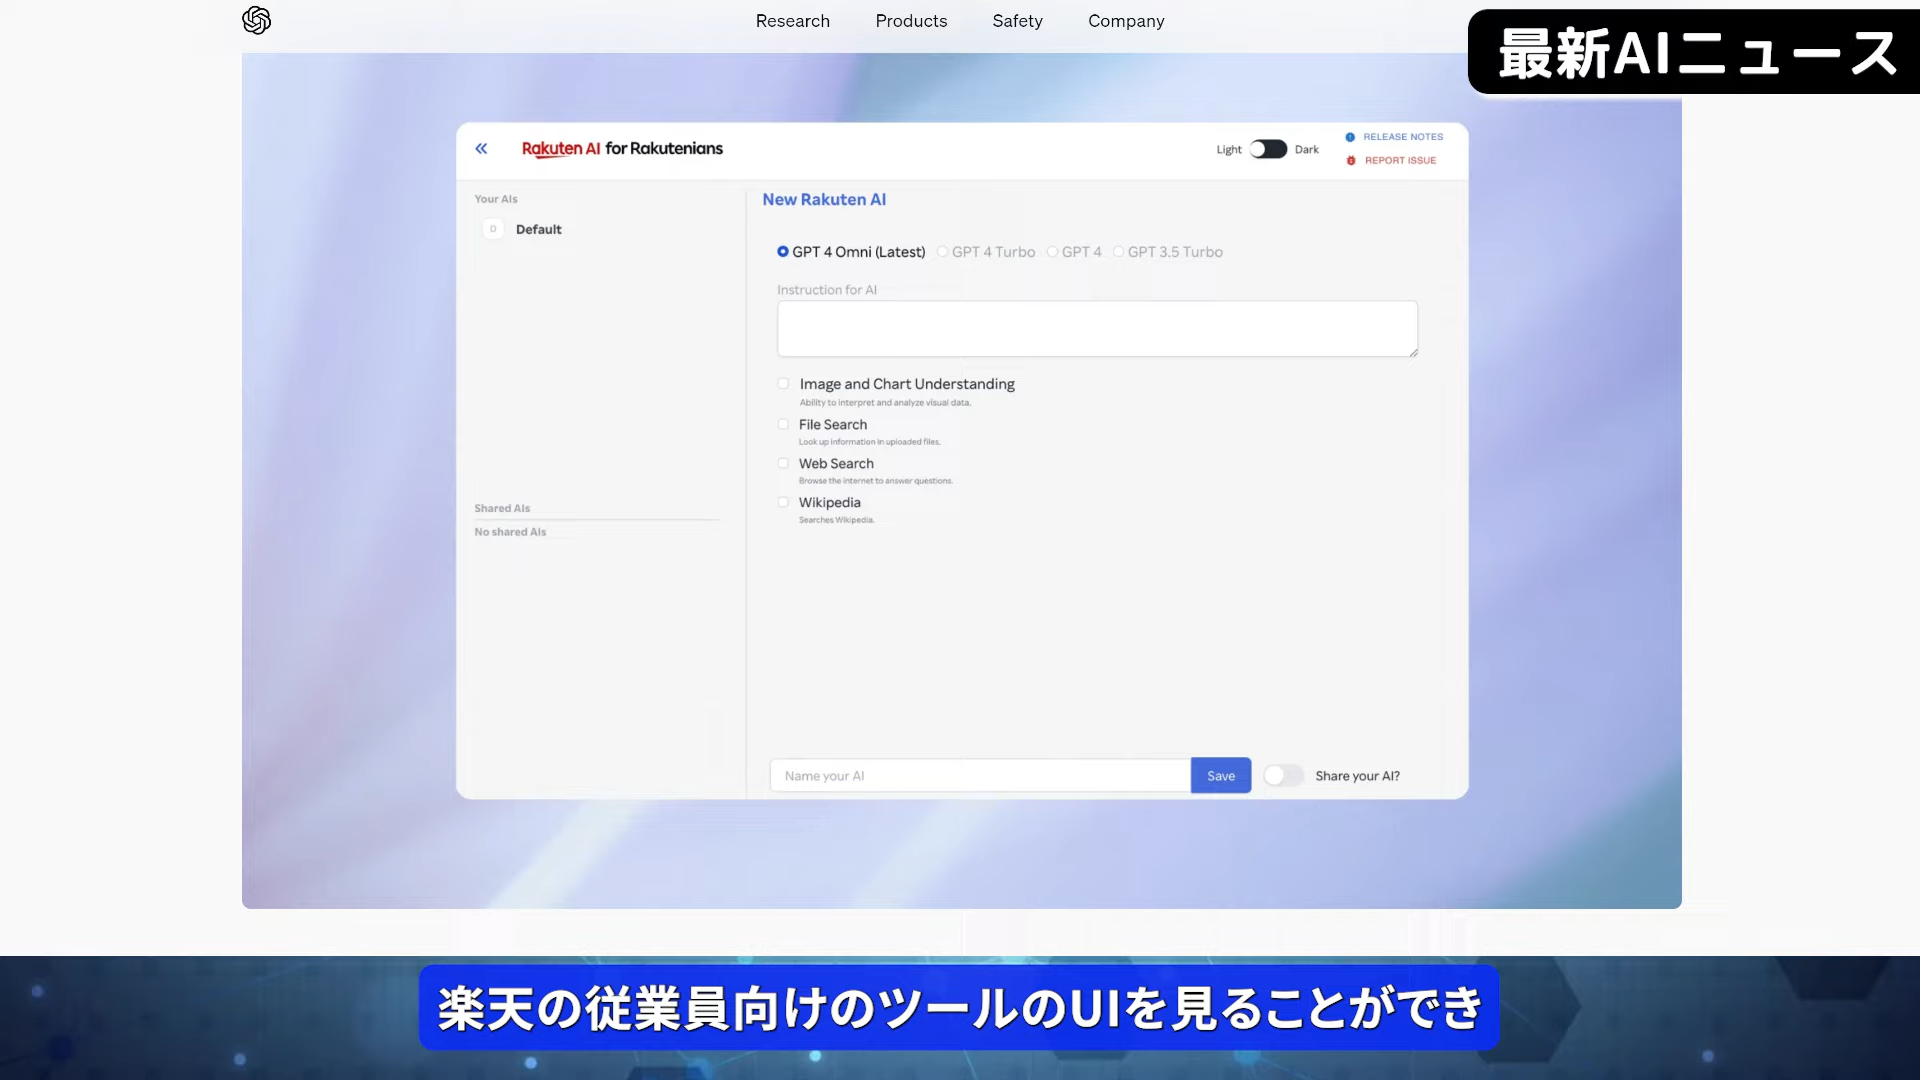 Research Products Safety Company
最新AIニュース
Rakuten AI for Rakutenians
Light Dark
RELEASE NOTES
REPORT ISSUE
Your AIs
D Default
Shared AIs
No shared AIs
New Rakuten AI
GPT 4 Omni (Latest) GPT 4 Turbo GPT 4 GPT 3.5 Turbo
Instruction for AI
Image and Chart Understanding
Ability to interpret and analyze visual data.
File Search
Look up information in uploaded files.
Web Search
Browse the internet to answer questions.
Wikipedia
Searches Wikipedia.
Name your AI Save Share your AI?
楽天の従業員向けのツールのUIを見ることができ